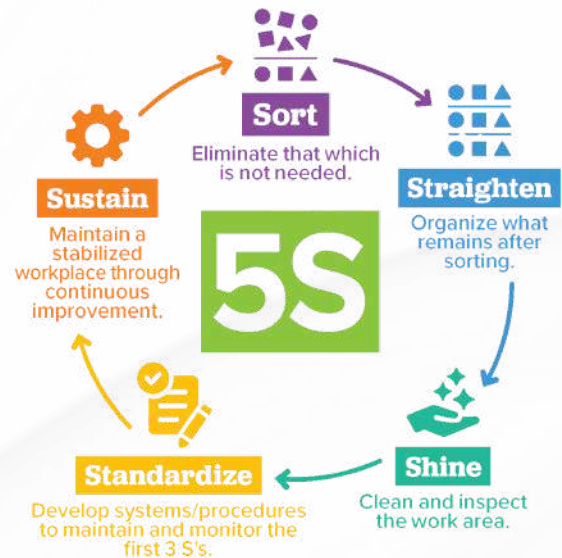 Sort
Eliminate that which
is not needed.
Straighten
Organize what
remains after
sorting.
Shine
Clean and inspect
the work area.
Standardize
Develop systems/procedures
to maintain and monitor the
first 3 S's.
Sustain
Maintain a
stabilized
workplace through
continuous
improvement.
5S